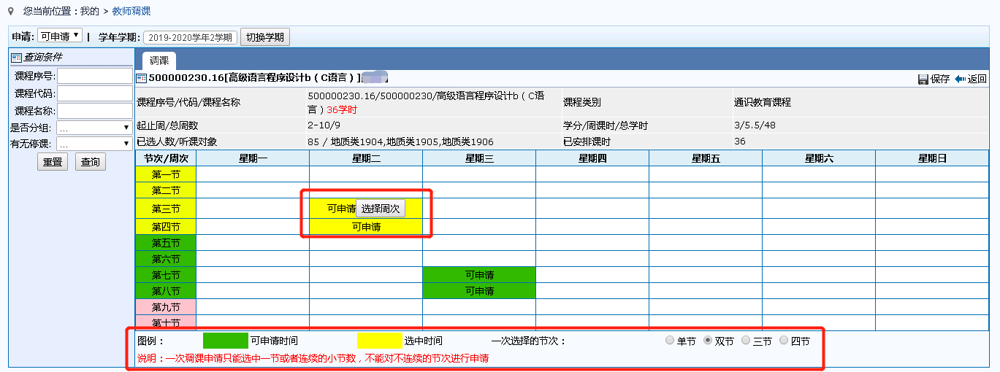 您当前位置：我的 > 教师调课
申请: 可申请 | 学年学期: 2019-2020学年2学期 切换学期
查询条件
课程序号:
课程代码:
课程名称:
是否分组: ...
有无停课: ...
重置 查询
调课
500000230.16[高级语言程序设计b（C语言）] 保存 返回
课程序号/代码/课程名称 500000230.16/500000230/高级语言程序设计b（C语言）36学时 课程类别 通识教育课程
起止周/总周数 2-10/9 学分/周课时/总学时 3/5.5/48
已选人数/听课对象 85 / 地质类1904,地质类1905,地质类1906 已安排课时 36
节次/周次 星期一 星期二 星期三 星期四 星期五 星期六 星期日
第一节
第二节
第三节 可申请 选择周次
第四节 可申请
第五节
第六节
第七节 可申请
第八节 可申请
第九节
第十节
图例： 可申请时间 选中时间 一次选择的节次： 单节 双节 三节 四节
说明：一次调课申请只能选中一节或者连续的小节数，不能对不连续的节次进行申请